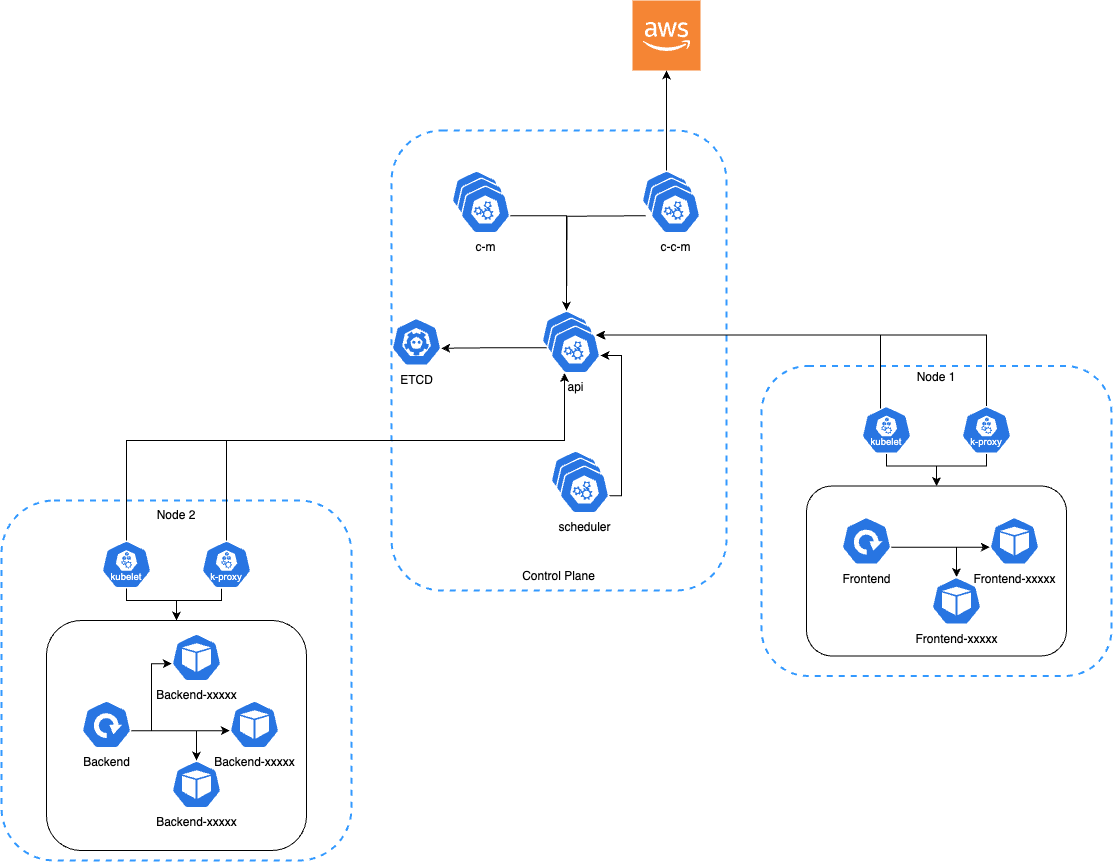 aws
c-m
c-c-m
ETCD
api
Node 1
kubelet
k-proxy
scheduler
Node 2
Control Plane
kubelet
k-proxy
Frontend
Frontend-xxxxx
Frontend-xxxxx
Backend-xxxxx
Backend
Backend-xxxxx
Backend-xxxxx